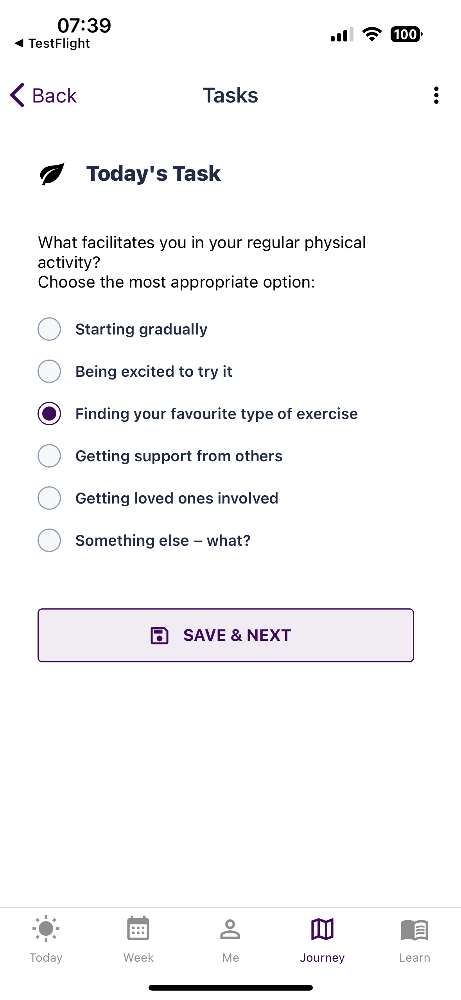 07:39
◀ TestFlight
100
Back
Tasks
Today's Task
What facilitates you in your regular physical
activity?
Choose the most appropriate option:
Starting gradually
Being excited to try it
Finding your favourite type of exercise
Getting support from others
Getting loved ones involved
Something else – what?
SAVE & NEXT
Today
Week
Me
Journey
Learn